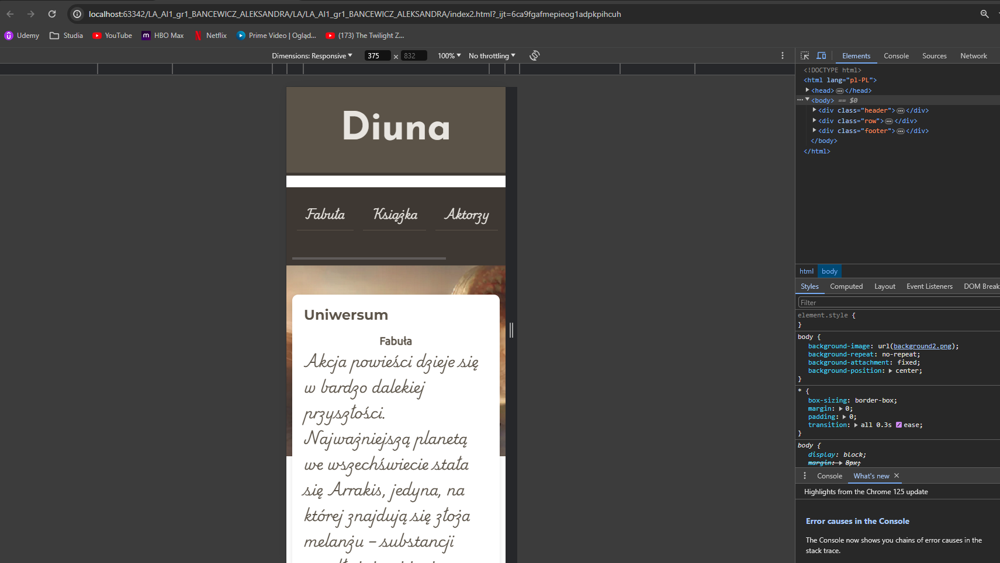 localhost:63342/LA_AI1_gr1_BANCEWICZ_ALEKSANDRA/LA/LA_AI1_gr1_BANCEWICZ_ALEKSANDRA/index2.html?_ijt=6ca9fgafmepieog1adpkpihcuh
Udemy Studia YouTube HBO Max Netflix Prime Video | Ogląd... (173) The Twilight Z...
Dimensions: Responsive 375 × 832 100% No throttling
Elements Console Sources Network
<!DOCTYPE html>
<html lang="pl-PL">
<head> ... </head>
... <body> == $0
<div class="header"> ... </div>
<div class="row"> ... </div>
<div class="footer"> ... </div>
</body>
</html>
html body
Styles Computed Layout Event Listeners DOM Break
Filter
element.style {
}
body {
background-image: url(background2.png);
background-repeat: no-repeat;
background-attachment: fixed;
background-position: center;
}
* {
box-sizing: border-box;
margin: 0;
padding: 0;
transition: all 0.3s ease;
}
body {
display: block;
margin: 8px;
Console What's new ×
Highlights from the Chrome 125 update
Error causes in the Console
The Console now shows you chains of error causes in the
stack trace.
Diuna
Fabuła Książka Aktorzy
Uniwersum
Fabuła
Akcja powieści dzieje się
w bardzo dalekiej
przyszłości.
Najważniejszą planetą
we wszechświecie stała
się Arrakis, jedyna, na
której znajdują się złoża
melanżu – substancji